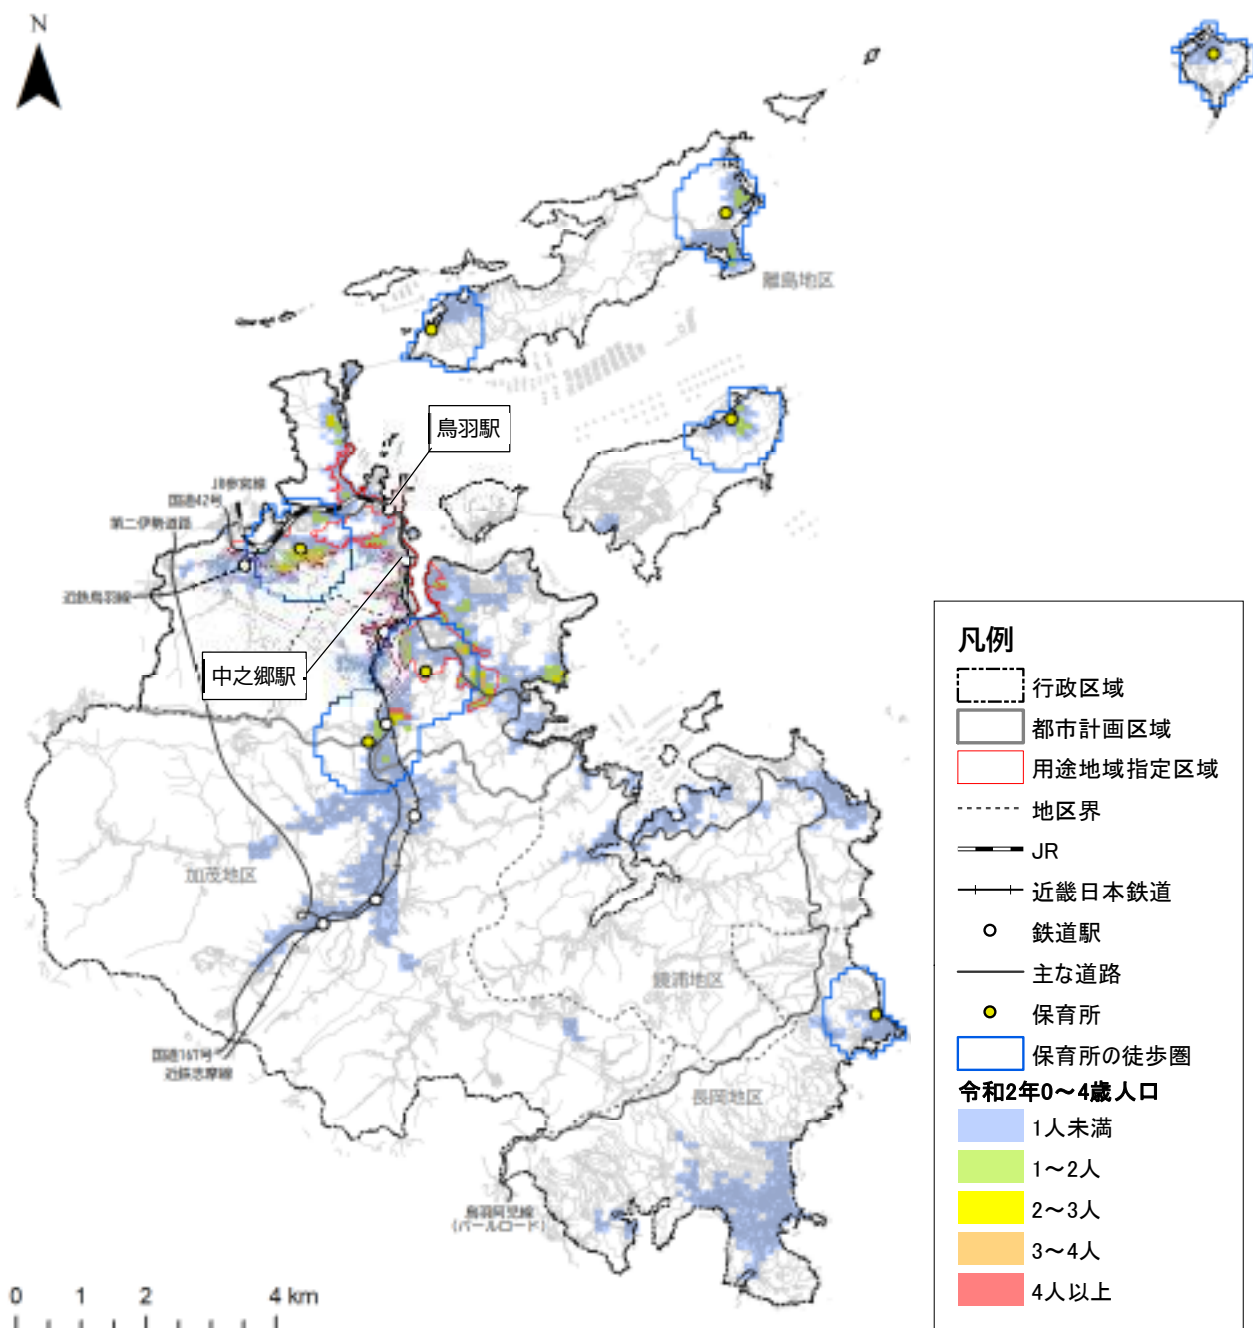 N
離島地区
鳥羽駅
JR参宮線
国道42号
第二伊勢道路
近鉄鳥羽線
中之郷駅
加茂地区
鏡浦地区
国道167号
近鉄志摩線
長岡地区
鳥羽阿児線
(パールロード)
0 1 2 4 km
凡例
行政区域
都市計画区域
用途地域指定区域
地区界
JR
近畿日本鉄道
鉄道駅
主な道路
保育所
保育所の徒歩圏
令和2年0～4歳人口
1人未満
1～2人
2～3人
3～4人
4人以上